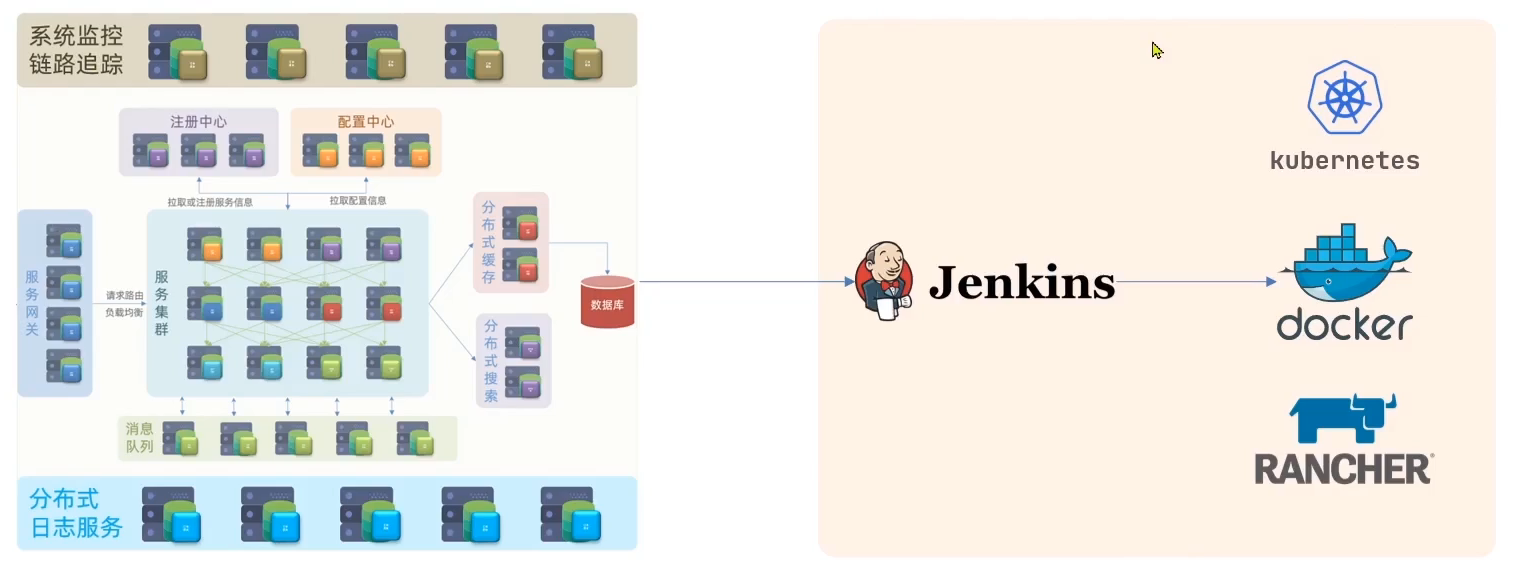 系统监控
链路追踪
注册中心
配置中心
拉取或注册服务信息
拉取配置信息
服务网关
请求路由
负载均衡
服务集群
分布式缓存
数据库
分布式搜索
消息
队列
分布式
日志服务
Jenkins
kubernetes
docker
RANCHER®